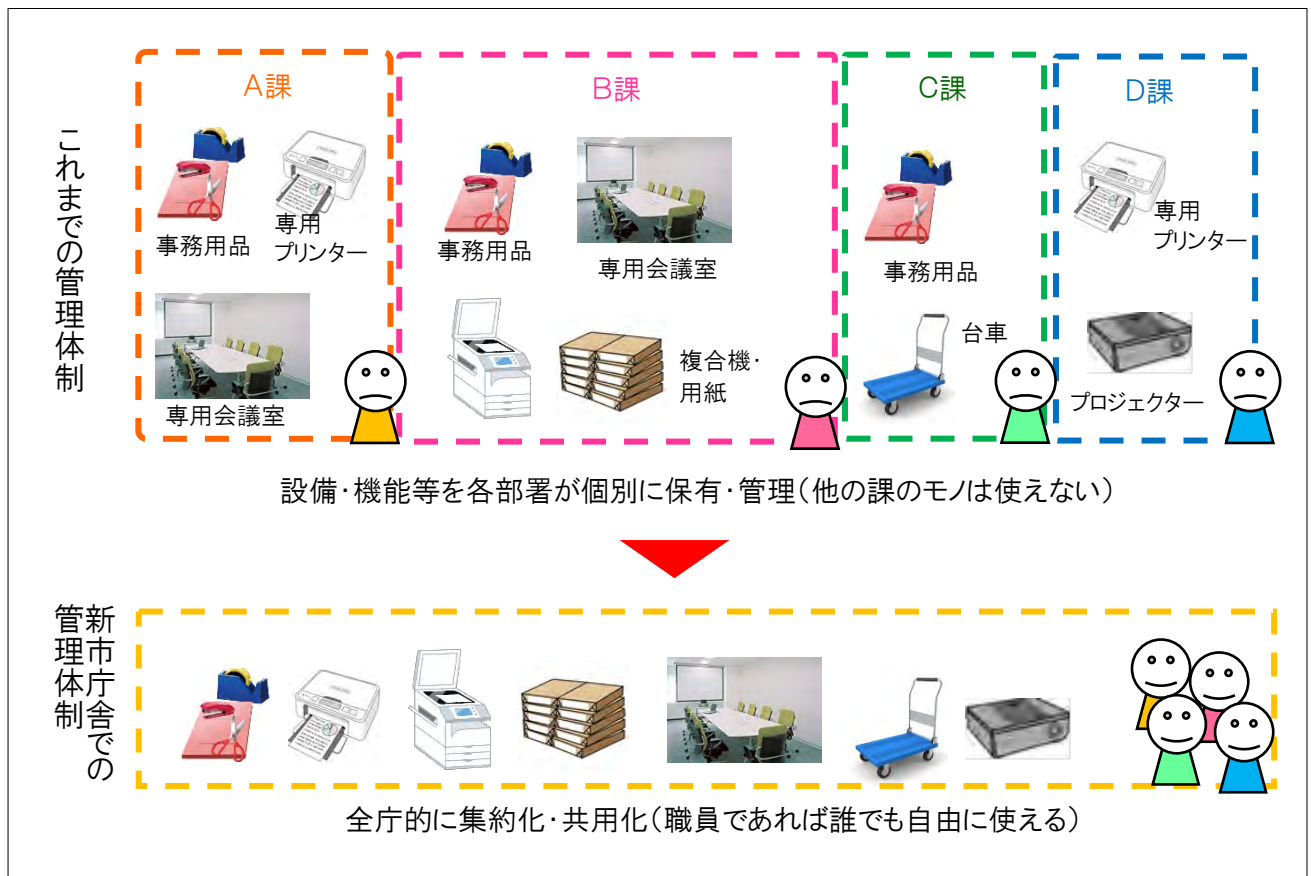 これまでの管理体制
A課
事務用品
専用
プリンター
専用会議室
B課
事務用品
専用会議室
複合機・
用紙
C課
事務用品
台車
D課
専用
プリンター
プロジェクター
設備・機能等を各部署が個別に保有・管理(他の課のモノは使えない)
新市庁舎での
管理体制
全庁的に集約化・共用化(職員であれば誰でも自由に使える)